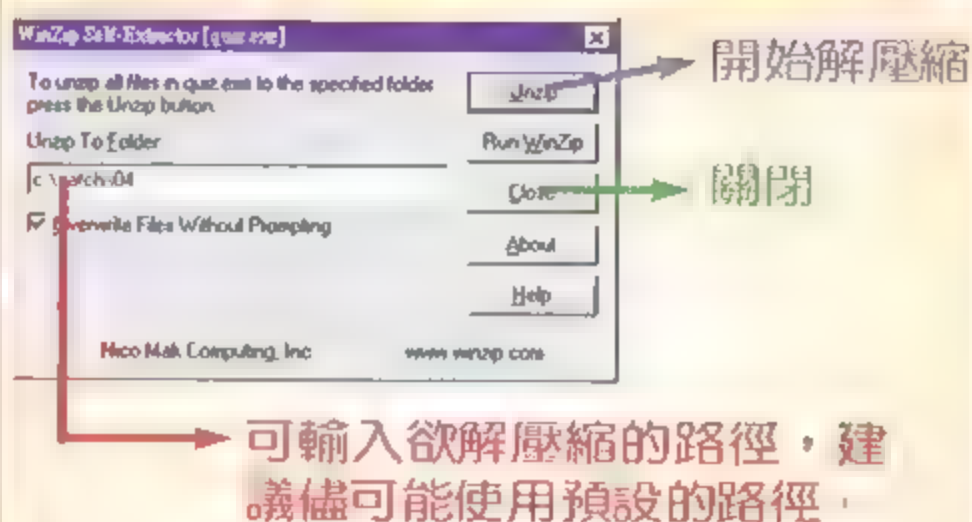 WinZip Self-Extractor [quiz.exe]
To unzip all files in quiz.exe to the specified folder
press the Unzip button.
Unzip To Folder
c:\
Overwrite Files Without Prompting
Unzip
Run WinZip
Close
About
Help
Nico Mak Computing, Inc
www.winzip.com
開始解壓縮
關閉
可輸入欲解壓縮的路徑，建
議儘可能使用預設的路徑。